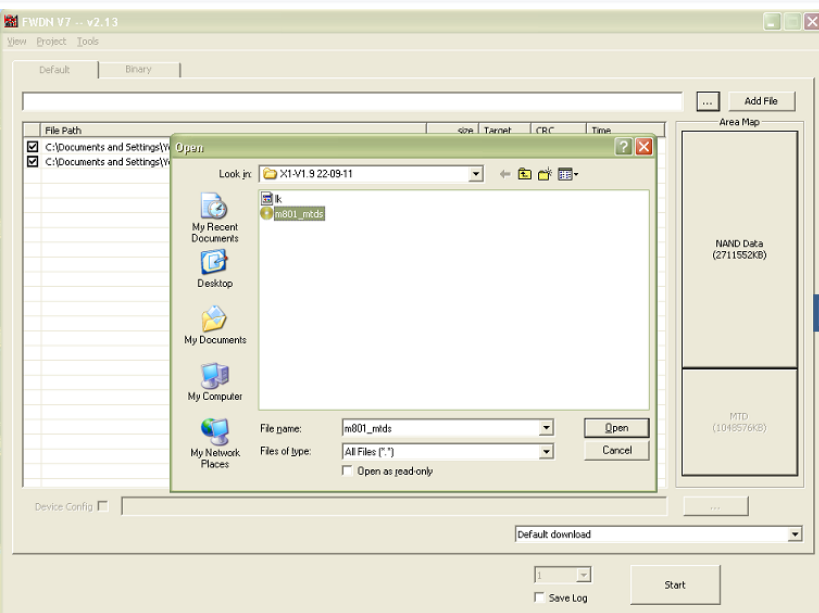 FWDN V7 -- v2.13
View Project Tools
Default Binary
... Add File
File Path size Target CRC Time
Area Map
C:\Documents and Settings\Y
C:\Documents and Settings\Y
Open
Look in: X1-V1.9 22-09-11
lk
m801_mtds
My Recent
Documents
Desktop
My Documents
My Computer
My Network
Places
File name: m801_mtds Open
Files of type: All Files (*.*) Cancel
Open as read-only
NAND Data
(2711552KB)
MTD
(1048576KB)
Device Config ...
Default download
1
Save Log
Start